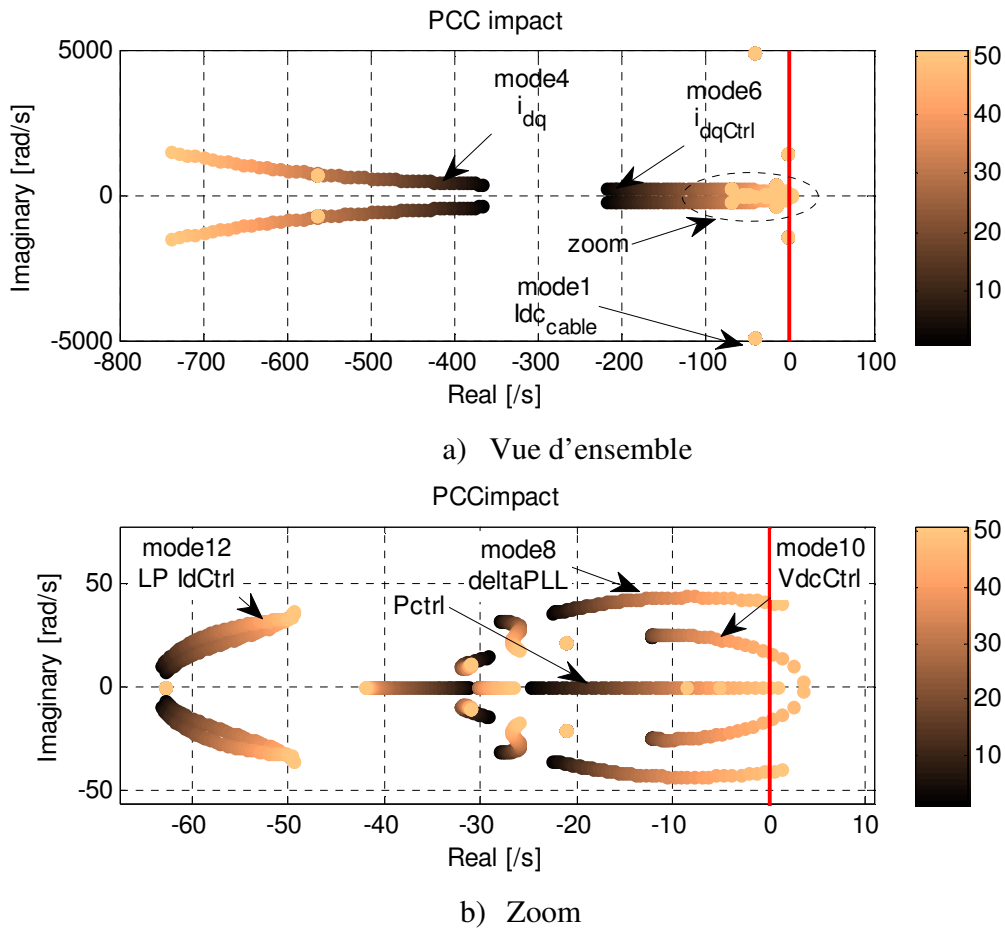 PCC impact
5000
0
-5000
Imaginary [rad/s]
mode4
i_dq
mode6
i_dqCtrl
zoom
mode1
Idc_cable
-800 -700 -600 -500 -400 -300 -200 -100 0 100
Real [/s]
50
40
30
20
10
a) Vue d'ensemble
PCCimpact
50
0
-50
Imaginary [rad/s]
mode12
LP IdCtrl
mode8
deltaPLL
Pctrl
mode10
VdcCtrl
-60 -50 -40 -30 -20 -10 0 10
Real [/s]
50
40
30
20
10
b) Zoom